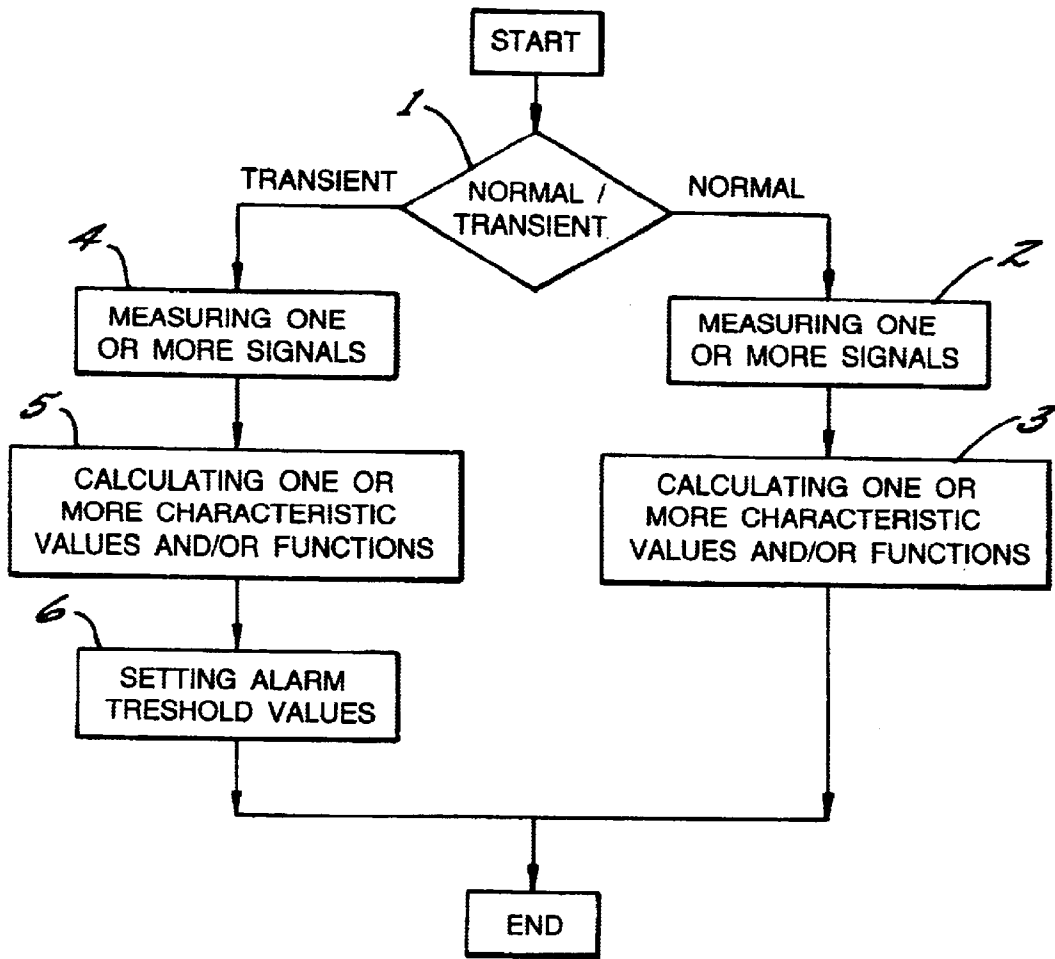 START
1
NORMAL /
TRANSIENT
TRANSIENT
NORMAL
4
MEASURING ONE
OR MORE SIGNALS
2
MEASURING ONE
OR MORE SIGNALS
5
CALCULATING ONE OR
MORE CHARACTERISTIC
VALUES AND/OR FUNCTIONS
3
CALCULATING ONE OR
MORE CHARACTERISTIC
VALUES AND/OR FUNCTIONS
6
SETTING ALARM
TRESHOLD VALUES
END